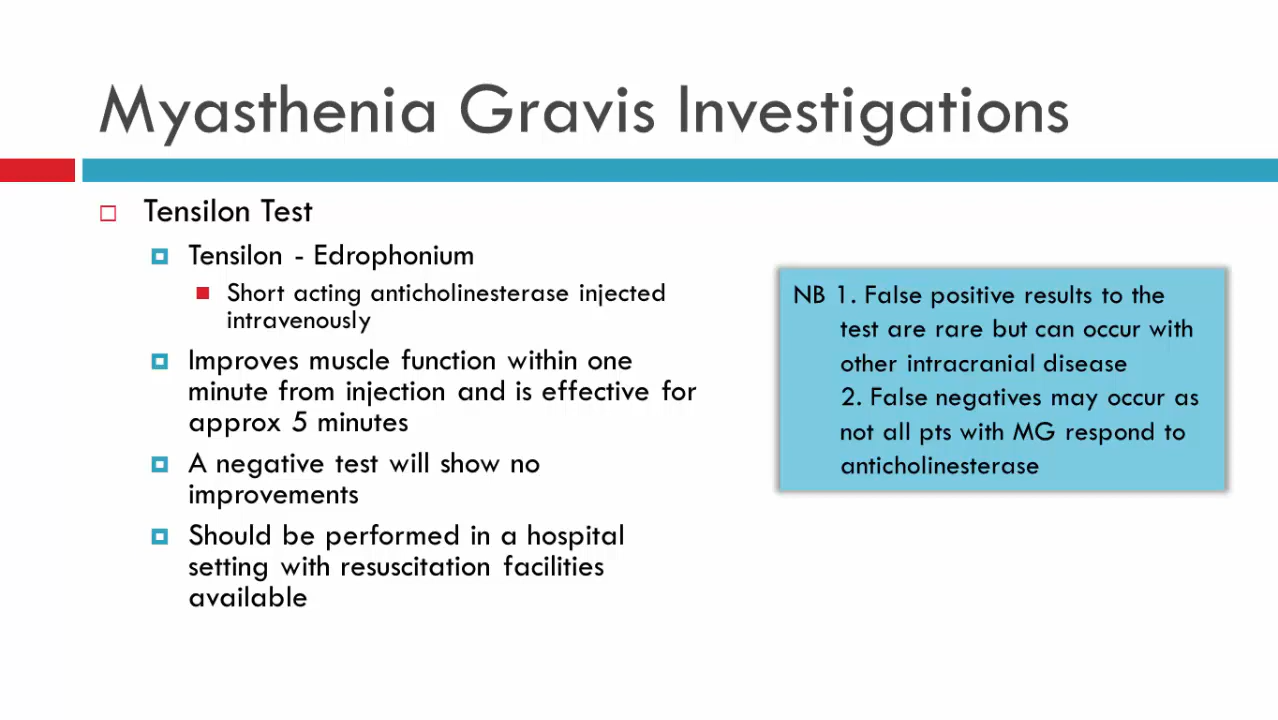 Myasthenia Gravis Investigations
Tensilon Test
Tensilon - Edrophonium
Short acting anticholinesterase injected
intravenously
Improves muscle function within one
minute from injection and is effective for
approx 5 minutes
A negative test will show no
improvements
Should be performed in a hospital
setting with resuscitation facilities
available
NB 1. False positive results to the
test are rare but can occur with
other intracranial disease
2. False negatives may occur as
not all pts with MG respond to
anticholinesterase